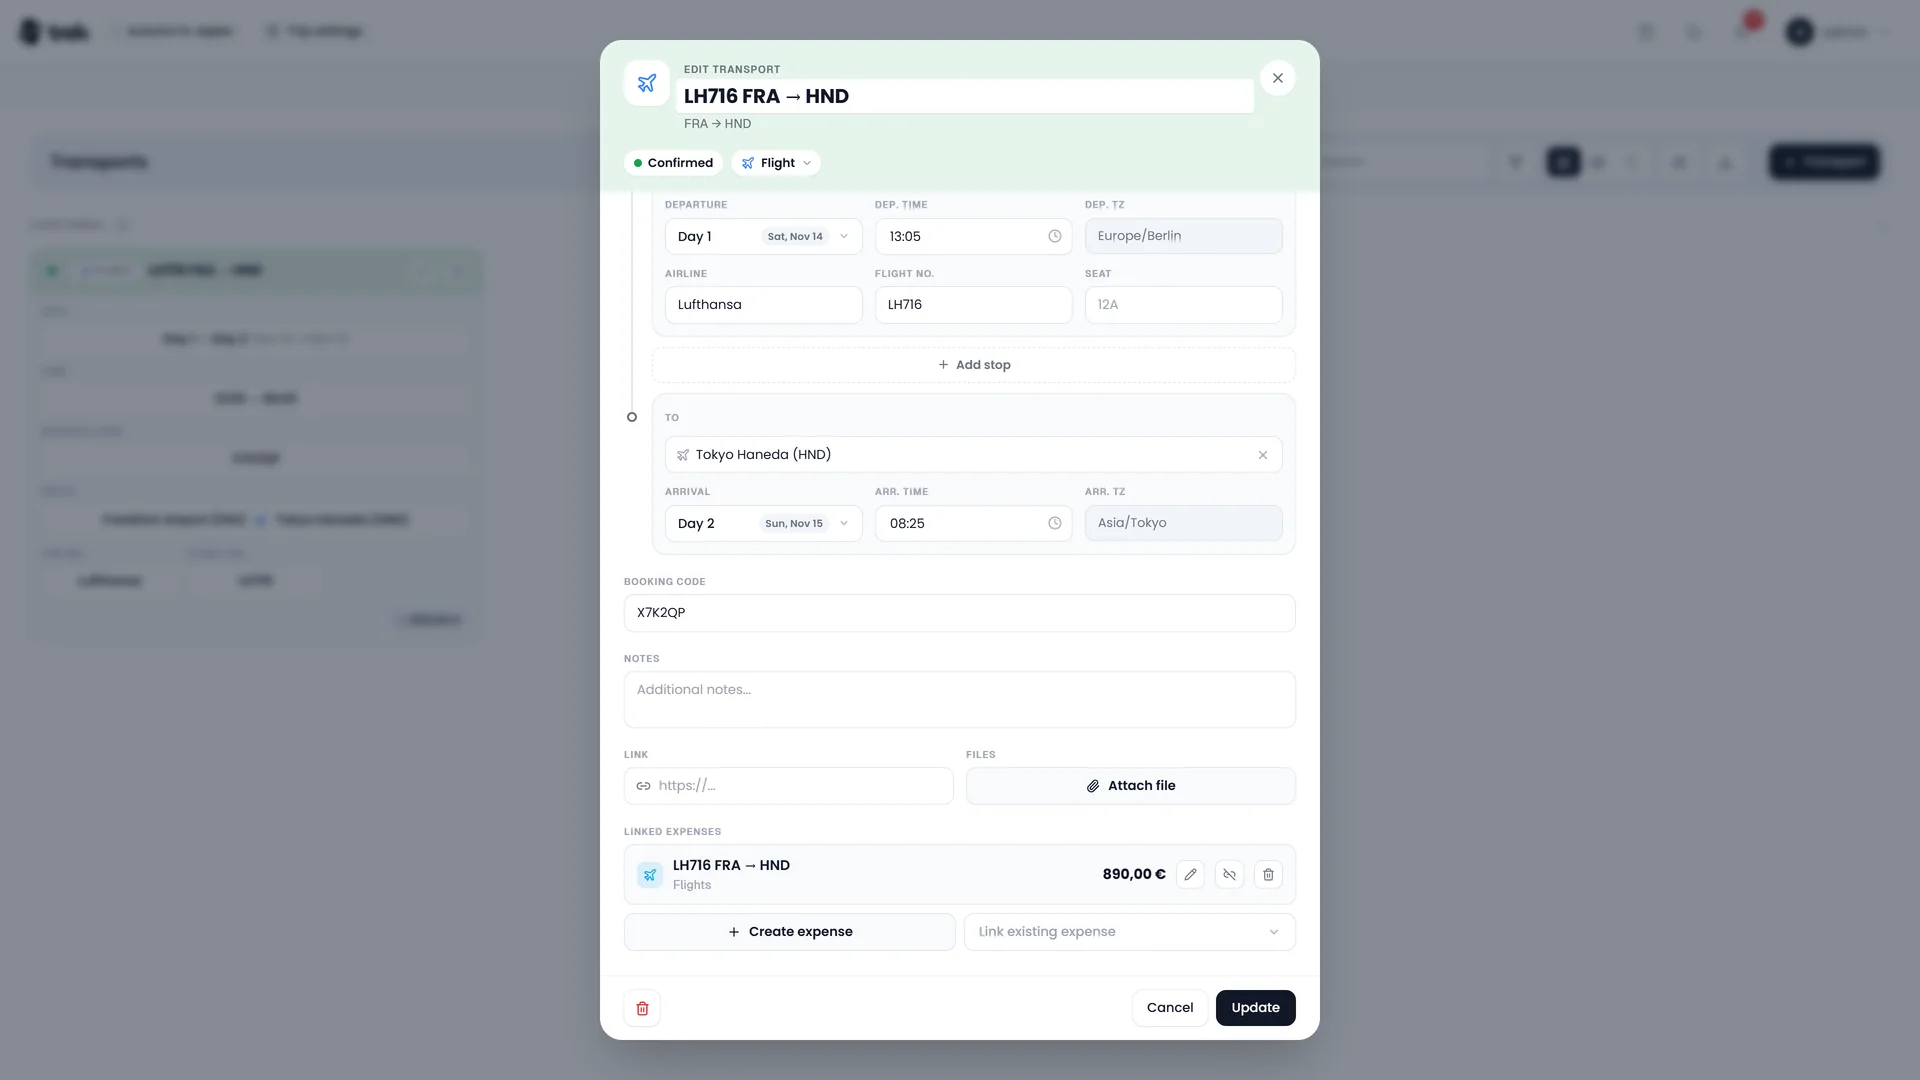 EDIT TRANSPORT
LH716 FRA → HND
FRA → HND
Confirmed
Flight
DEPARTURE
DEP. TIME
DEP. TZ
Day 1
Sat, Nov 14
13:05
Europe/Berlin
AIRLINE
FLIGHT NO.
SEAT
Lufthansa
LH716
12A
+ Add stop
TO
Tokyo Haneda (HND)
ARRIVAL
ARR. TIME
ARR. TZ
Day 2
Sun, Nov 15
08:25
Asia/Tokyo
BOOKING CODE
X7K2QP
NOTES
Additional notes...
LINK
FILES
https://...
Attach file
LINKED EXPENSES
LH716 FRA → HND
890,00 €
Flights
+ Create expense
Link existing expense
Cancel
Update
Transports